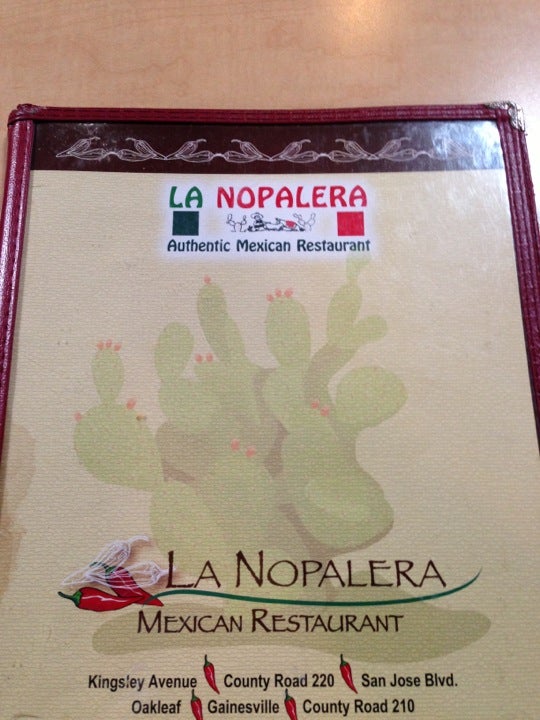 LA NOPALERA
Authentic Mexican Restaurant
LA NOPALERA
MEXICAN RESTAURANT
Kingsley Avenue County Road 220 San Jose Blvd.
Oakleaf Gainesville County Road 210